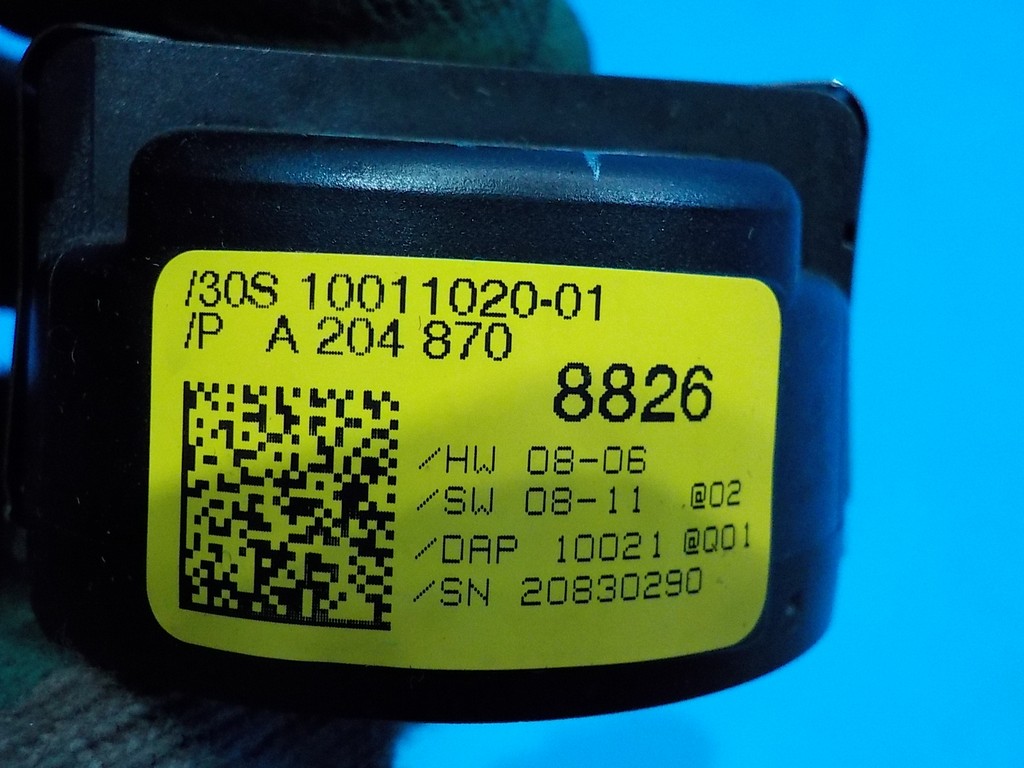 /30S 10011020-01
/P A 204 870
8826
/HW 08-06
/SW 08-11 @02
/DAP 10021 @Q01
/SN 20830290